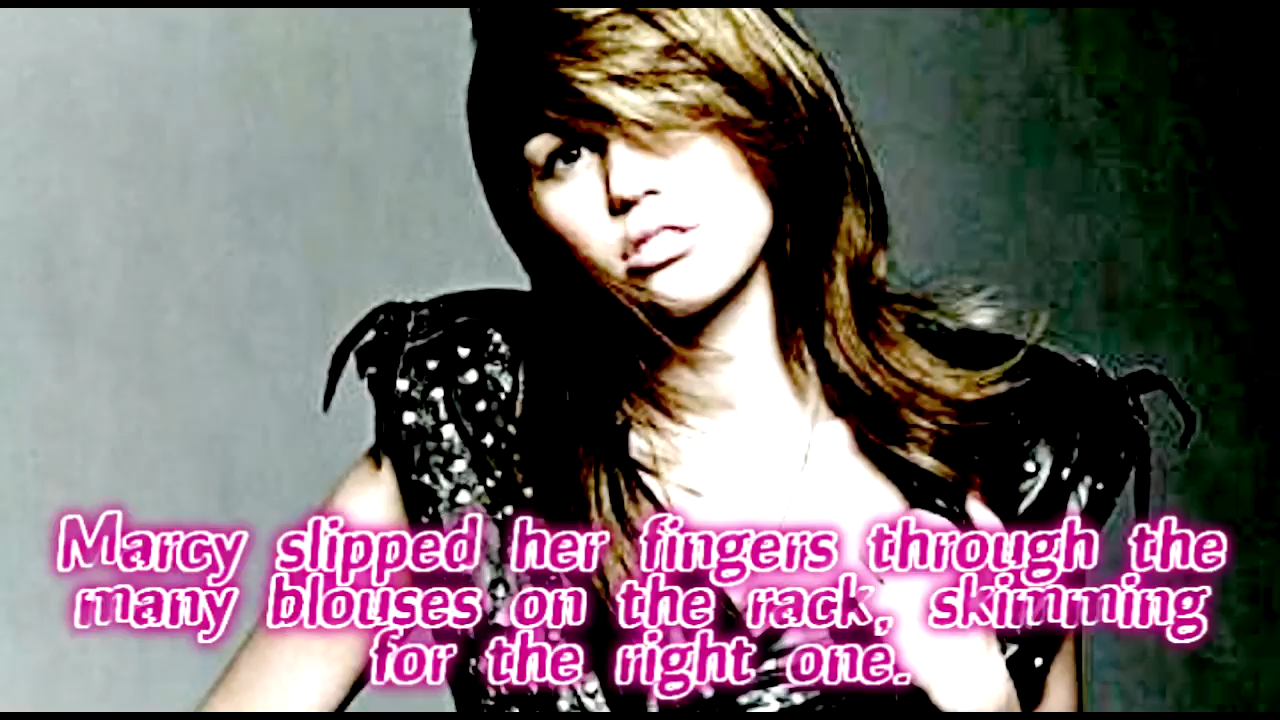 Marcy slipped her fingers through the
many blouses on the rack, skimming
for the right one.